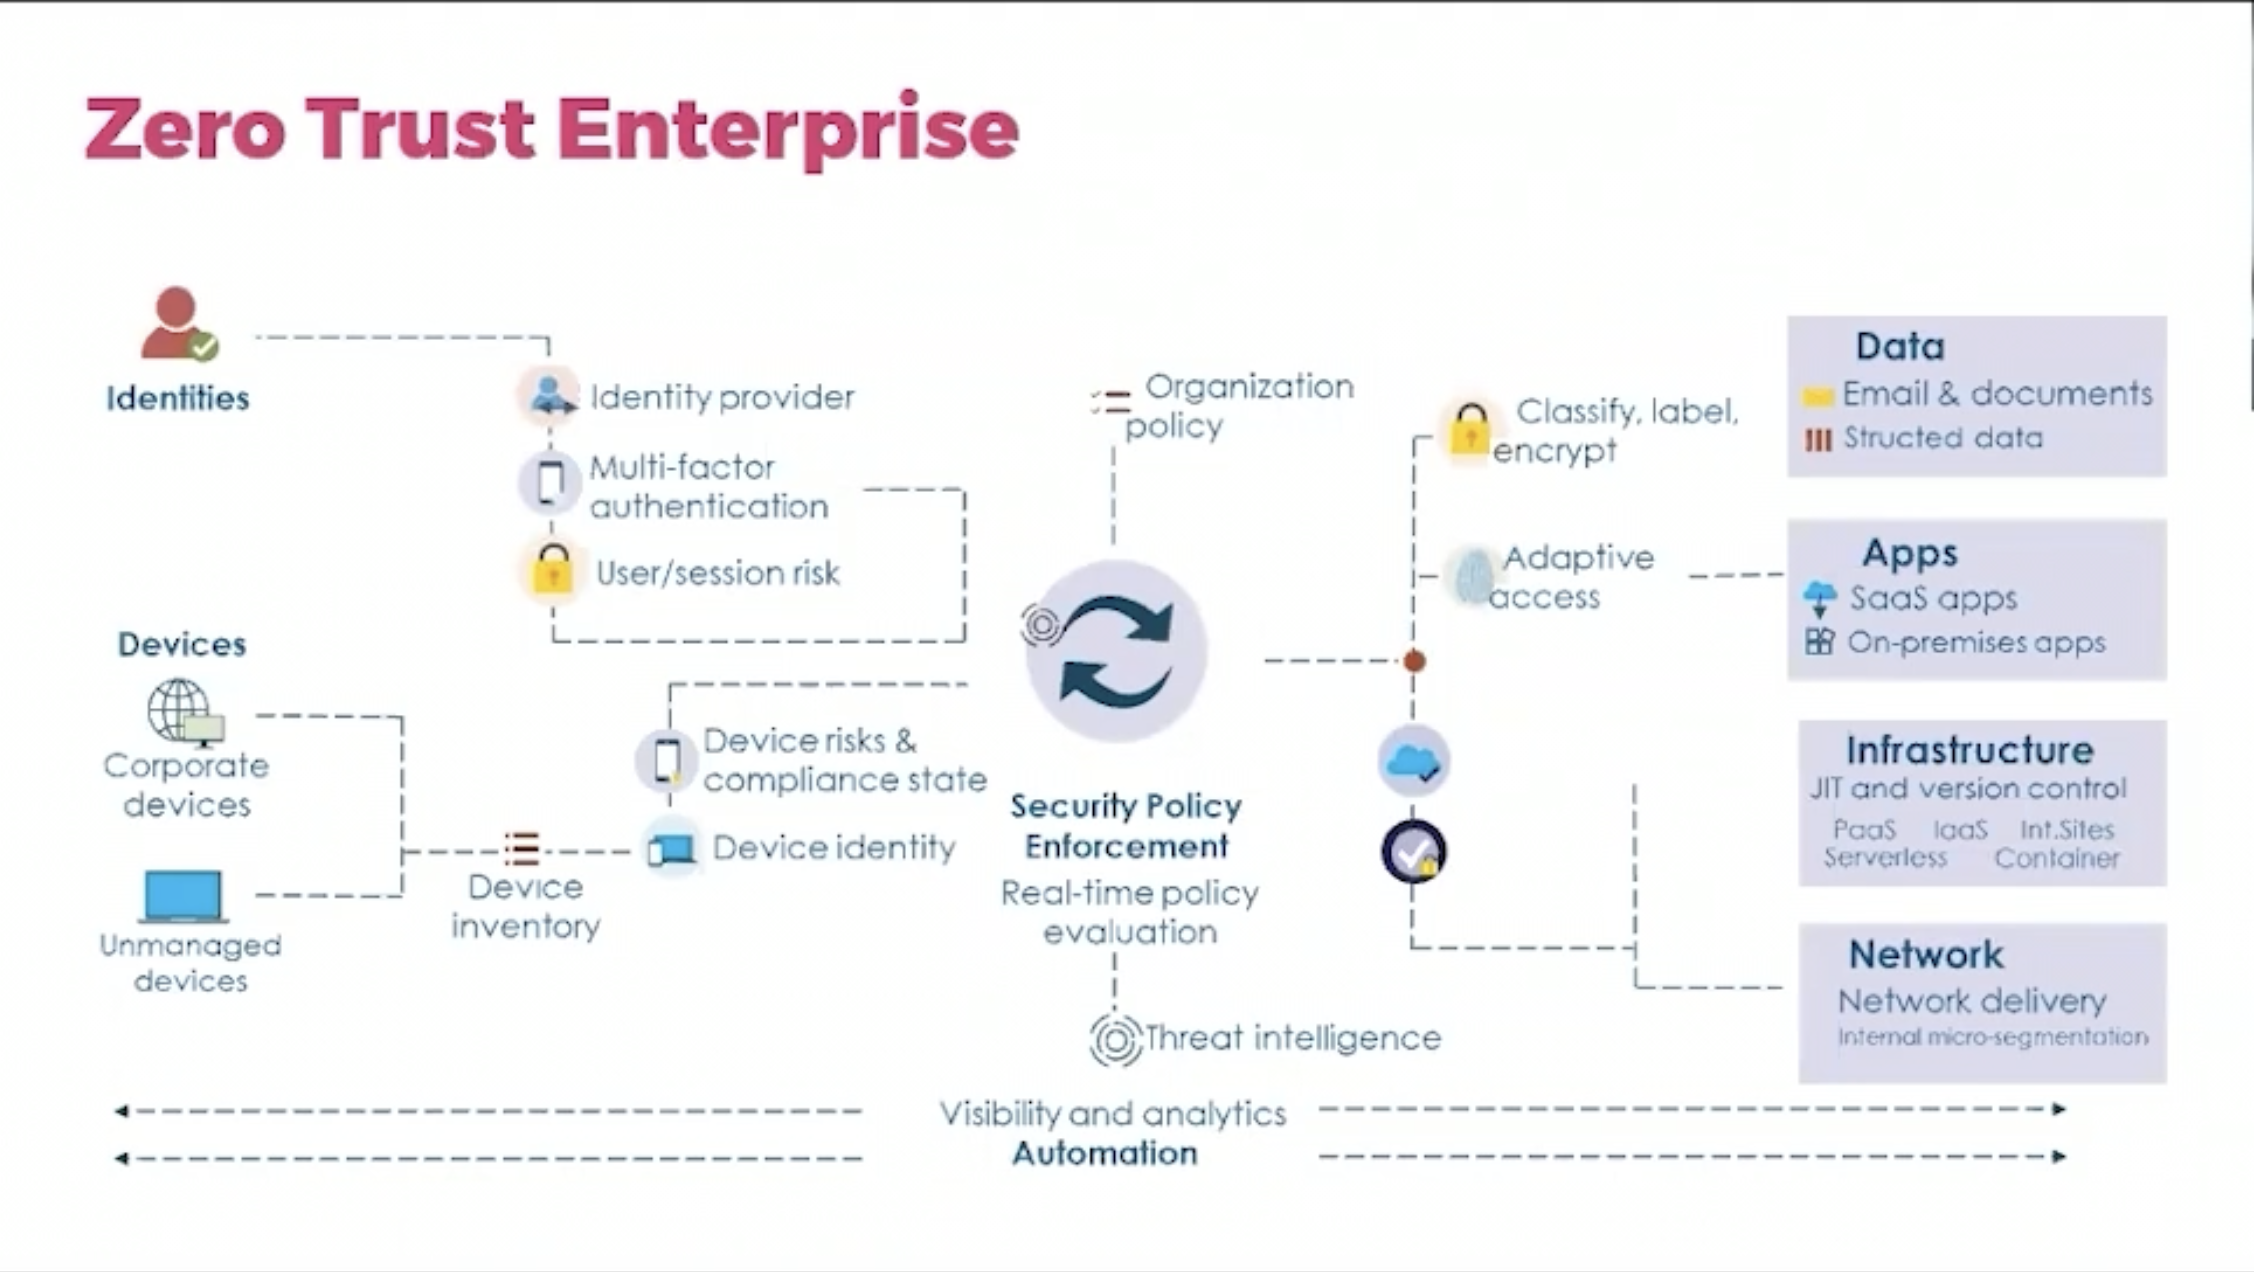 Zero Trust Enterprise
Identities
Identity provider
Multi-factor
authentication
User/session risk
Devices
Corporate
devices
Unmanaged
devices
Device
inventory
Device risks &
compliance state
Device identity
Organization
policy
Security Policy
Enforcement
Real-time policy
evaluation
Threat intelligence
Classify, label,
encrypt
Adaptive
access
Data
Email & documents
Structed data
Apps
SaaS apps
On-premises apps
Infrastructure
JIT and version control
PaaS IaaS Int.Sites
Serverless Container
Network
Network delivery
Internal micro-segmentation
Visibility and analytics
Automation